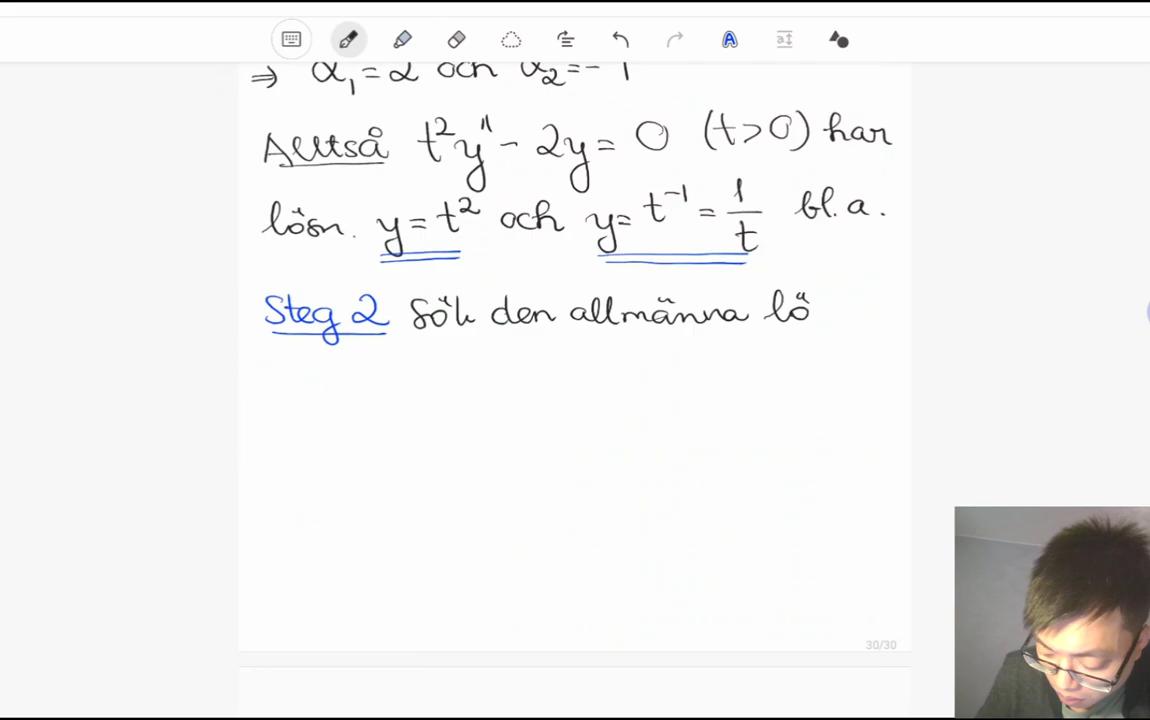 ⇒ α₁ = 2 och α₂ = -1
Alltså t²y'' - 2y = 0 (t>0) har
lösn. y = t² och y = t⁻¹ = 1/t bl.a.
Steg 2 Sök den allmänna lö
30/30